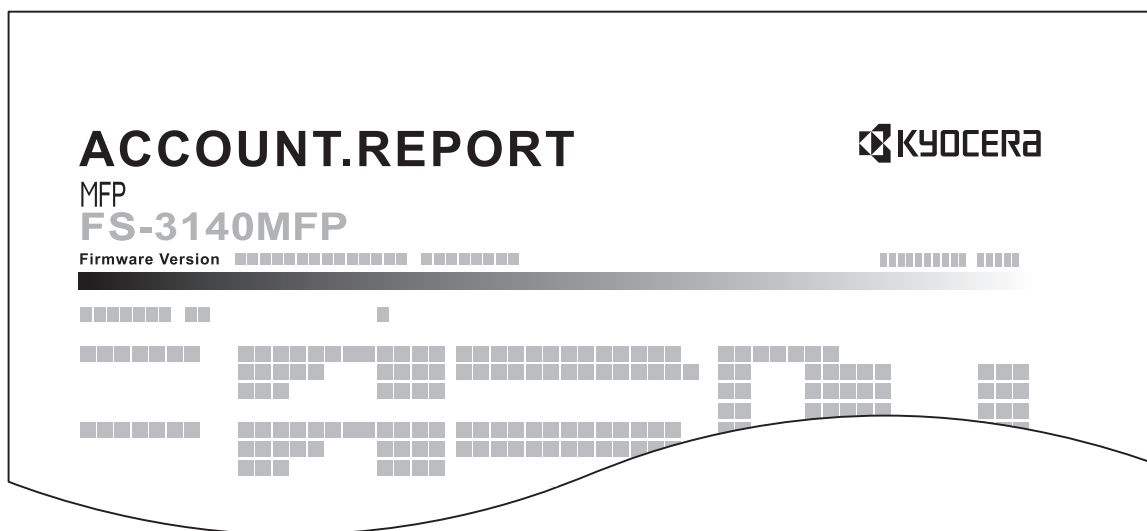 ACCOUNT.REPORT
KYOCERA
MFP
FS-3140MFP
Firmware Version